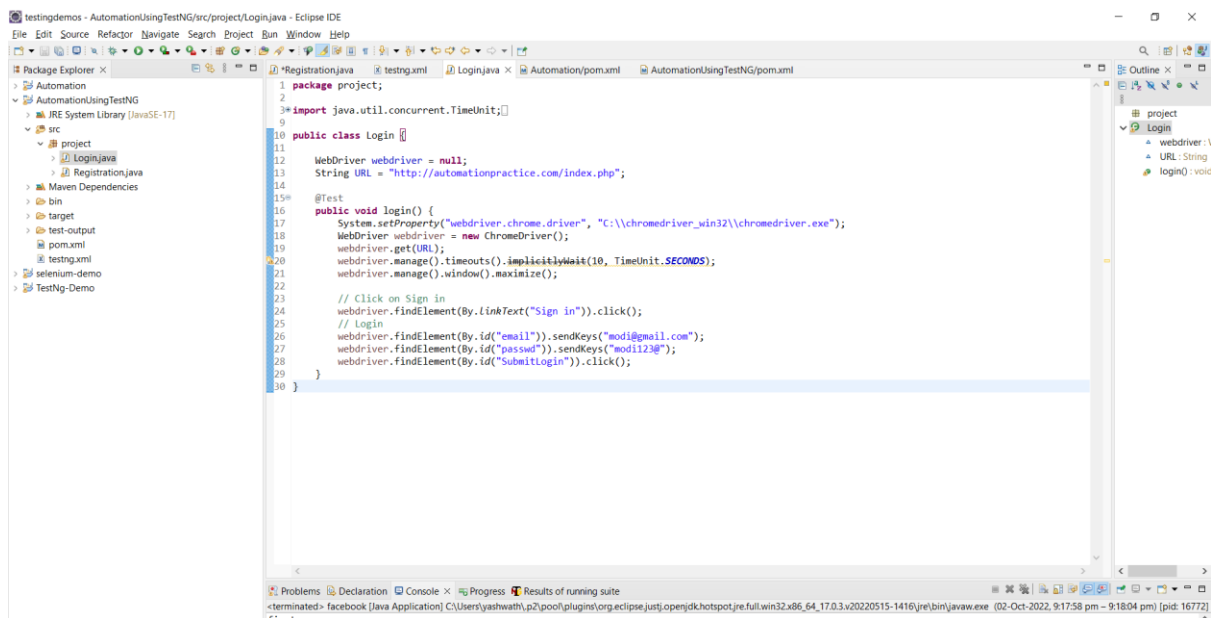 testingdemos - AutomationUsingTestNG/src/project/Login.java - Eclipse IDE
File Edit Source Refactor Navigate Search Project Run Window Help
Package Explorer
Automation
AutomationUsingTestNG
JRE System Library [JavaSE-17]
src
project
Login.java
Registration.java
Maven Dependencies
bin
target
test-output
pom.xml
testng.xml
selenium-demo
TestNg-Demo
*Registration.java testng.xml Login.java Automation/pom.xml AutomationUsingTestNG/pom.xml
1 package project;
2
3 import java.util.concurrent.TimeUnit;
9
10 public class Login {
11
12 WebDriver webdriver = null;
13 String URL = "http://automationpractice.com/index.php";
14
15 @Test
16 public void login() {
17 System.setProperty("webdriver.chrome.driver", "C:\\chromedriver_win32\\chromedriver.exe");
18 WebDriver webdriver = new ChromeDriver();
19 webdriver.get(URL);
20 webdriver.manage().timeouts().implicitlyWait(10, TimeUnit.SECONDS);
21 webdriver.manage().window().maximize();
22
23 // Click on Sign in
24 webdriver.findElement(By.linkText("Sign in")).click();
25 // Login
26 webdriver.findElement(By.id("email")).sendKeys("modi@gmail.com");
27 webdriver.findElement(By.id("passwd")).sendKeys("modi123@");
28 webdriver.findElement(By.id("SubmitLogin")).click();
29 }
30 }
Outline
project
Login
webdriver :
URL : String
login() : void
Problems Declaration Console Progress Results of running suite
<terminated> facebook [Java Application] C:\Users\yashwath\.p2\pool\plugins\org.eclipse.justj.openjdk.hotspot.jre.full.win32.x86_64_17.0.3.v20220515-1416\jre\bin\javaw.exe (02-Oct-2022, 9:17:58 pm – 9:18:04 pm) [pid: 16772]